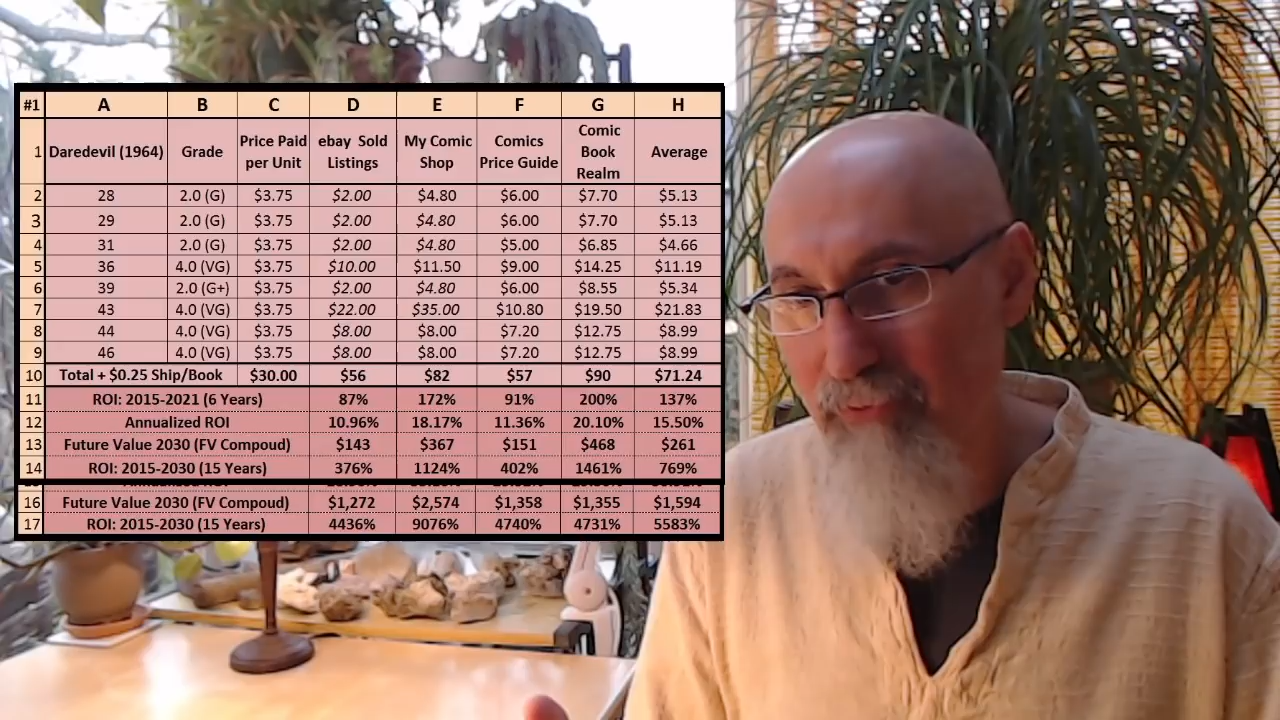 #1 A B C D E F G H
1 Daredevil (1964) Grade Price Paid per Unit ebay Sold Listings My Comic Shop Comics Price Guide Comic Book Realm Average
2 28 2.0 (G) $3.75 $2.00 $4.80 $6.00 $7.70 $5.13
3 29 2.0 (G) $3.75 $2.00 $4.80 $6.00 $7.70 $5.13
4 31 2.0 (G) $3.75 $2.00 $4.80 $5.00 $6.85 $4.66
5 36 4.0 (VG) $3.75 $10.00 $11.50 $9.00 $14.25 $11.19
6 39 2.0 (G+) $3.75 $2.00 $4.80 $6.00 $8.55 $5.34
7 43 4.0 (VG) $3.75 $22.00 $35.00 $10.80 $19.50 $21.83
8 44 4.0 (VG) $3.75 $8.00 $8.00 $7.20 $12.75 $8.99
9 46 4.0 (VG) $3.75 $8.00 $8.00 $7.20 $12.75 $8.99
10 Total + $0.25 Ship/Book $30.00 $56 $82 $57 $90 $71.24
11 ROI: 2015-2021 (6 Years) 87% 172% 91% 200% 137%
12 Annualized ROI 10.96% 18.17% 11.36% 20.10% 15.50%
13 Future Value 2030 (FV Compoud) $143 $367 $151 $468 $261
14 ROI: 2015-2030 (15 Years) 376% 1124% 402% 1461% 769%
16 Future Value 2030 (FV Compoud) $1,272 $2,574 $1,358 $1,355 $1,594
17 ROI: 2015-2030 (15 Years) 4436% 9076% 4740% 4731% 5583%